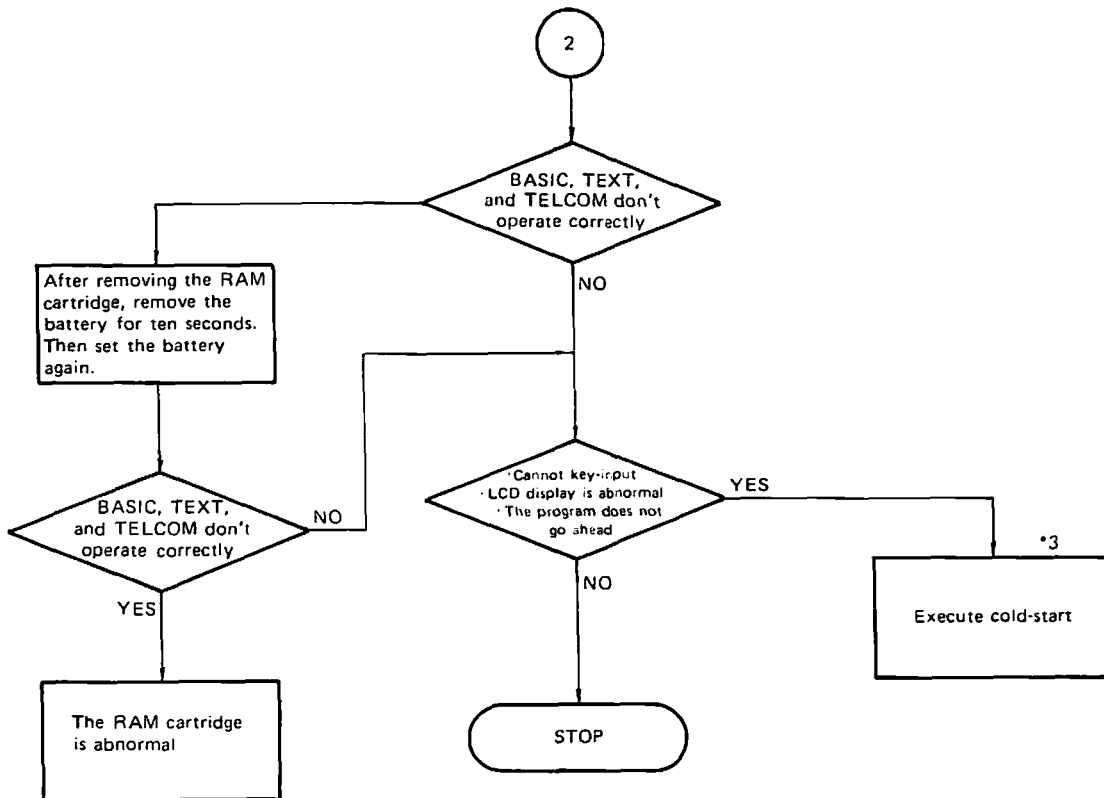 2
BASIC, TEXT,
and TELCOM don't
operate correctly
NO
After removing the RAM
cartridge, remove the
battery for ten seconds.
Then set the battery
again.
·Cannot key-input
·LCD display is abnormal
·The program does not
go ahead
YES
BASIC, TEXT,
and TELCOM don't
operate correctly
NO
*3
Execute cold-start
YES
NO
The RAM cartridge
is abnormal
STOP